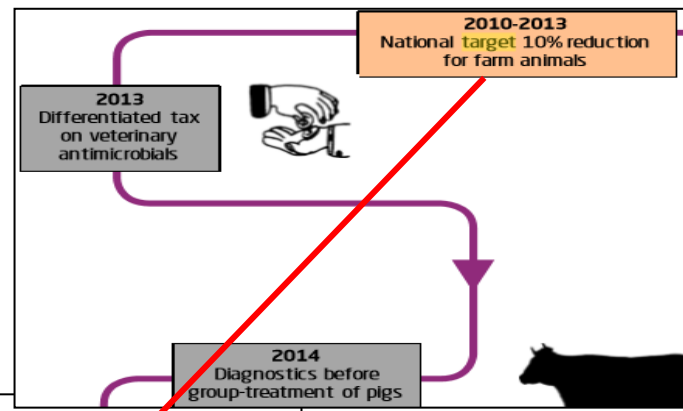 2010-2013
National target 10% reduction
for farm animals
2013
Differentiated tax
on veterinary
antimicrobials
2014
Diagnostics before
group-treatment of pigs